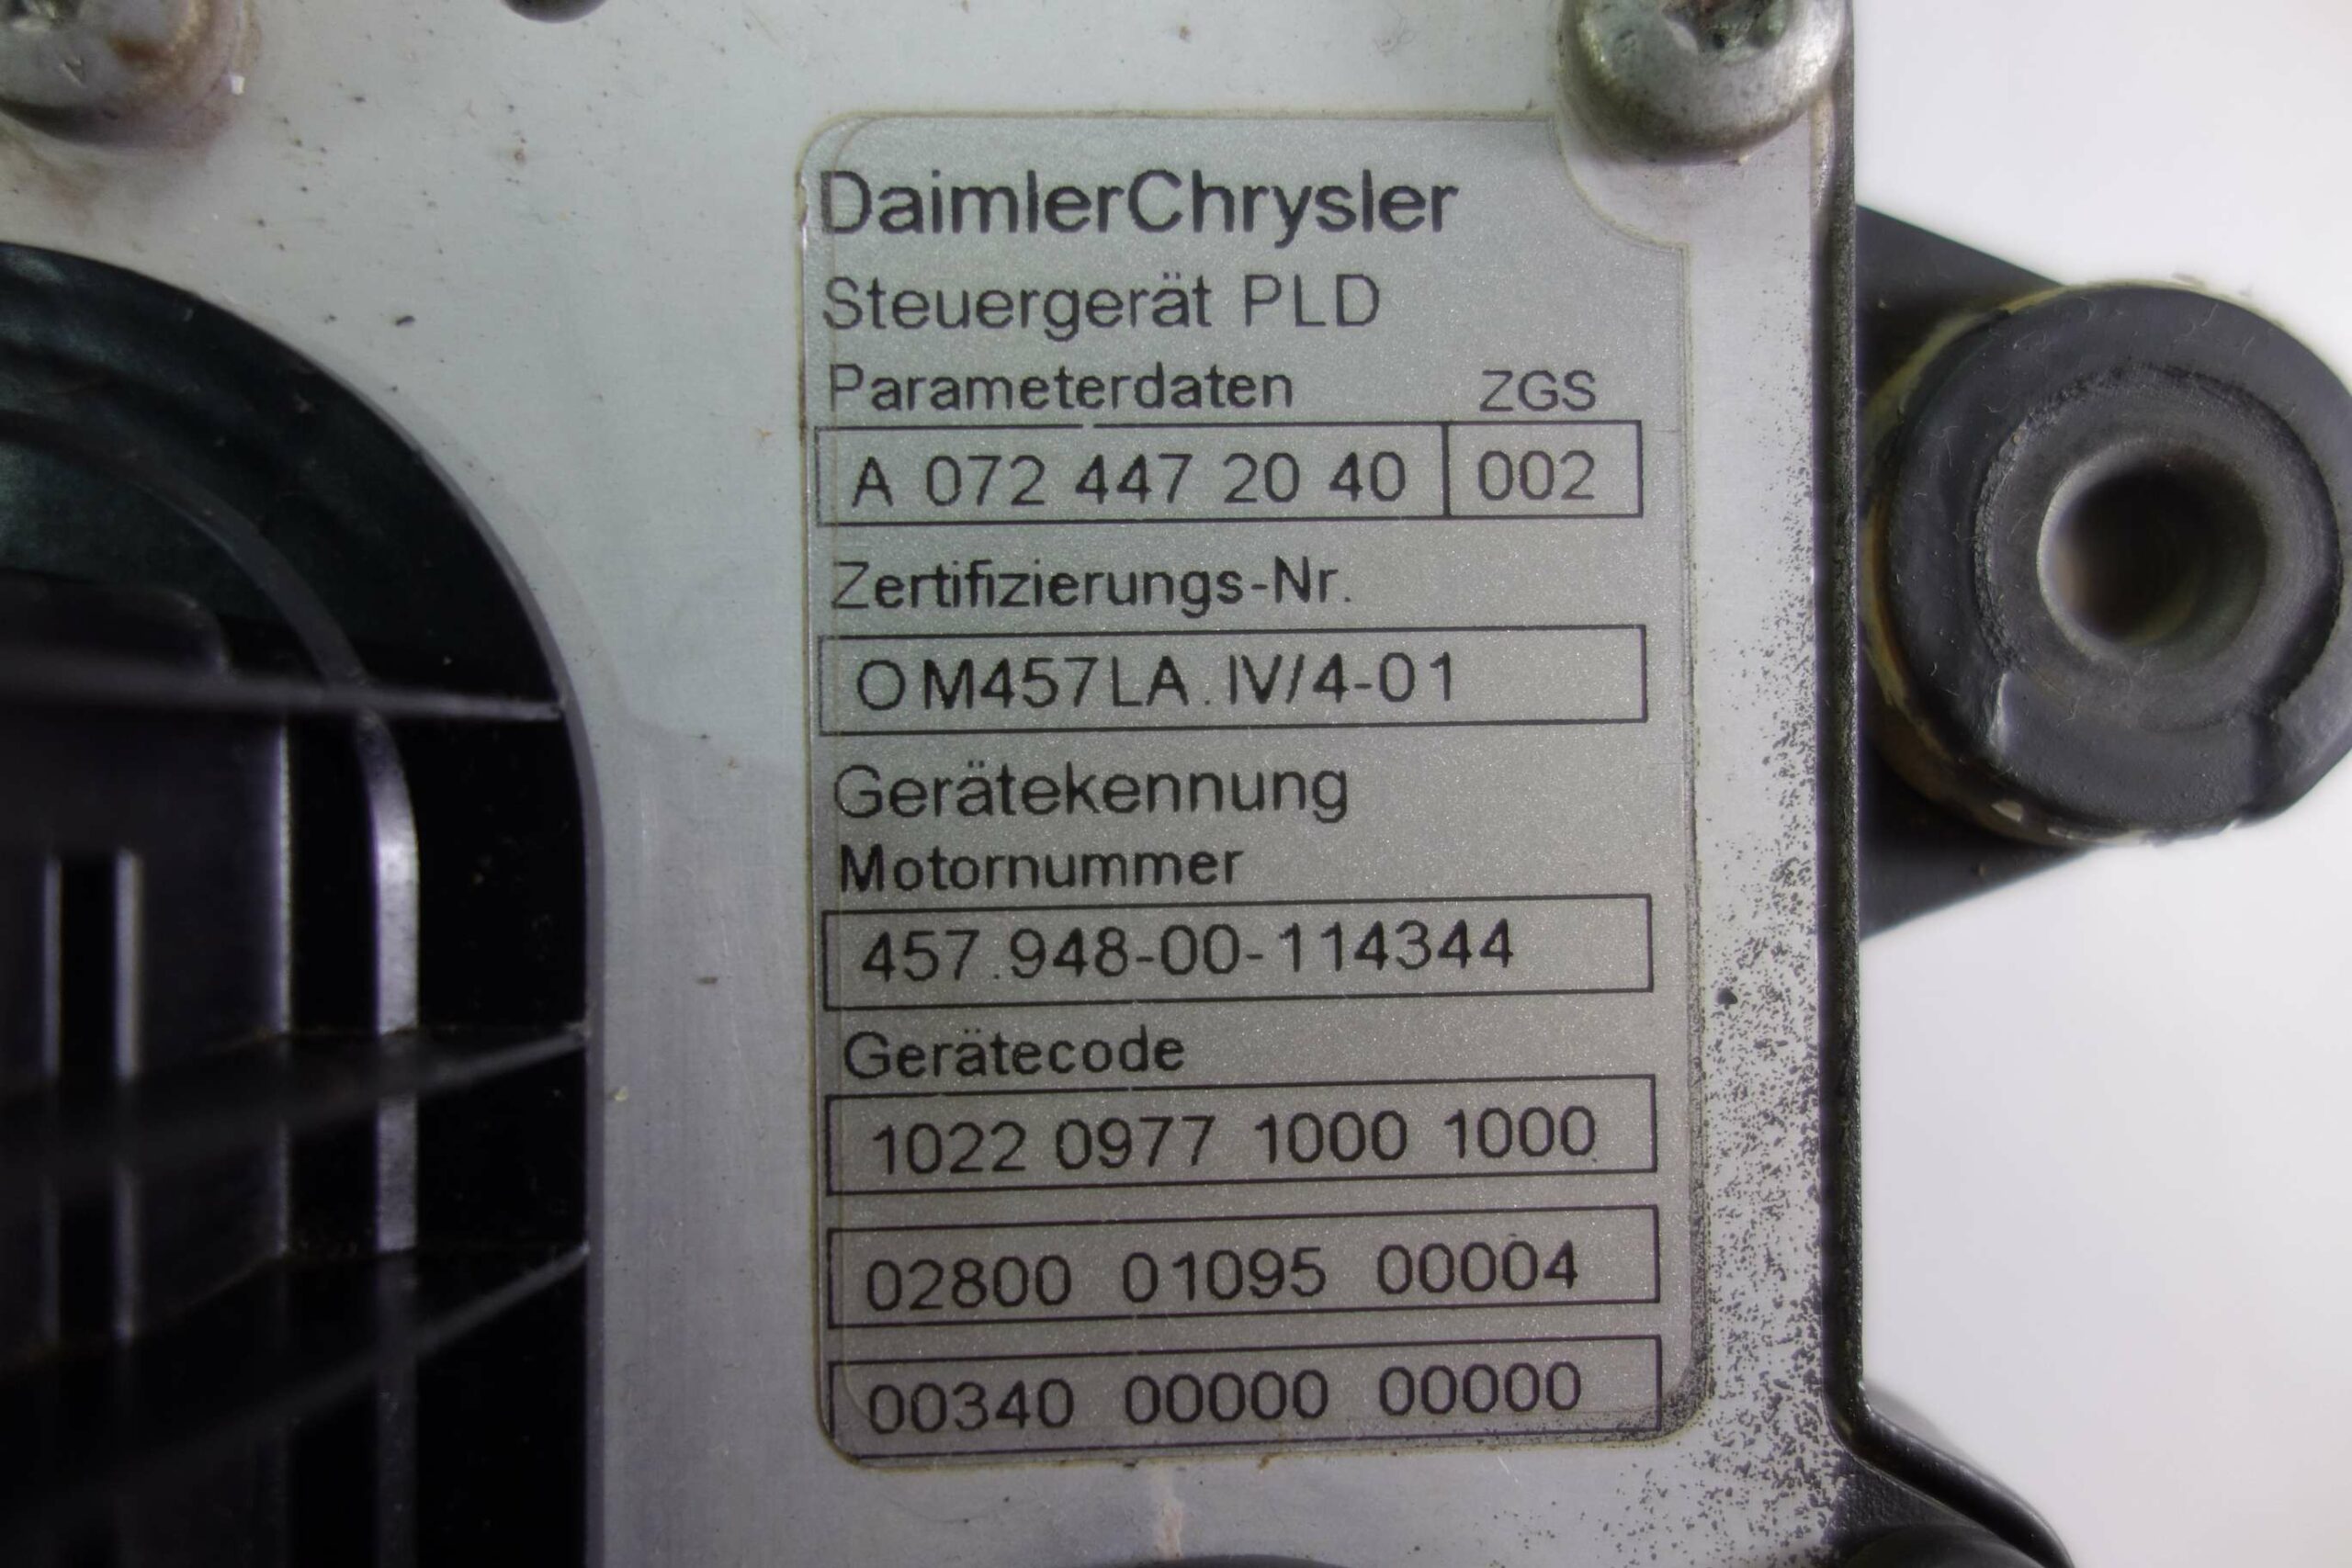 DaimlerChrysler
Steuergerät PLD
Parameterdaten ZGS
A 072 447 20 40 002
Zertifizierungs-Nr.
OM457LA.IV/4-01
Gerätekennung
Motornummer
457.948-00-114344
Gerätecode
1022 0977 1000 1000
02800 01095 00004
00340 00000 00000